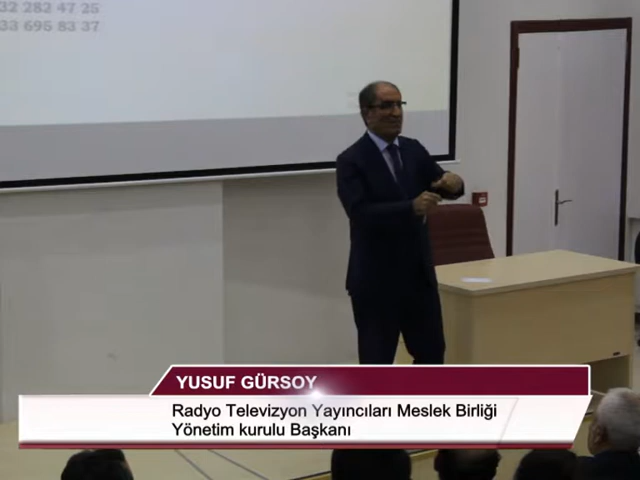 32 282 47 25
33 695 83 37
YUSUF GÜRSOY
Radyo Televizyon Yayıncıları Meslek Birliği
Yönetim kurulu Başkanı